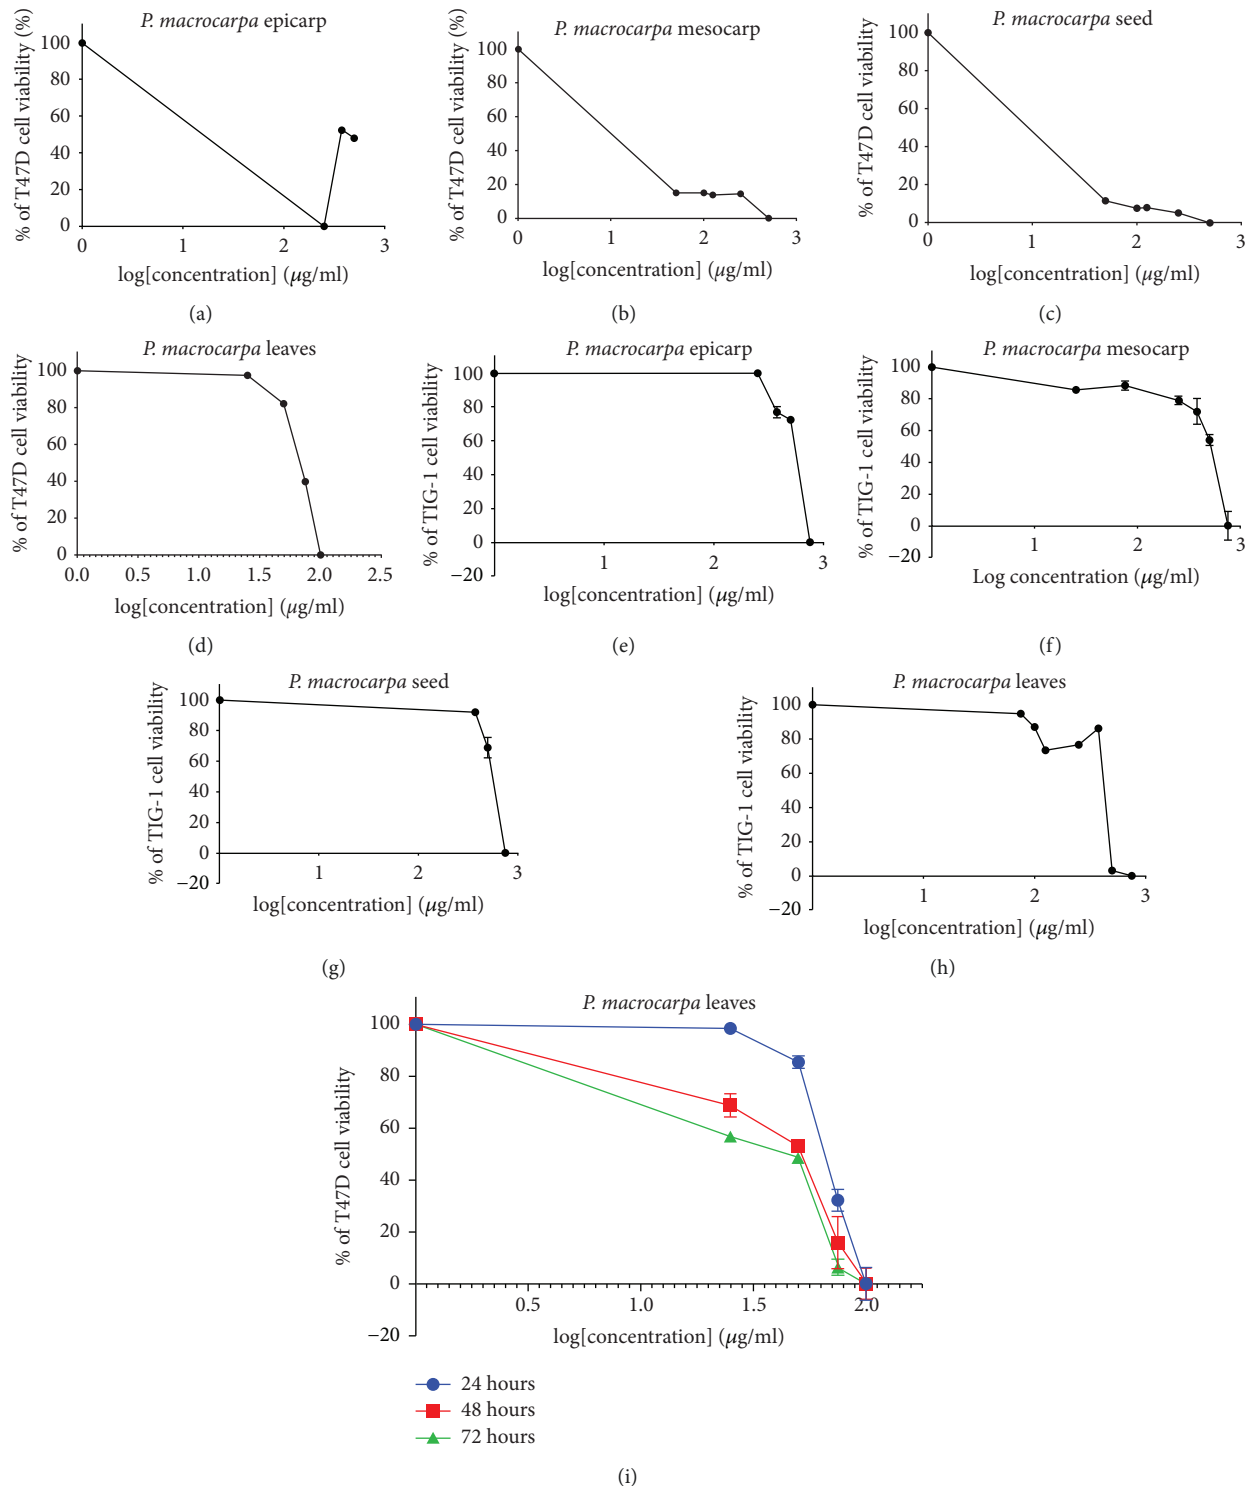 P. macrocarpa epicarp
% of T47D cell viability (%)
100
80
60
40
20
0
0 1 2 3
log[concentration] (μg/ml)
(a)
P. macrocarpa mesocarp
% of T47D cell viability (%)
100
80
60
40
20
0
0 1 2 3
log[concentration] (μg/ml)
(b)
P. macrocarpa seed
% of T47D cell viability
100
80
60
40
20
0
0 1 2 3
log[concentration] (μg/ml)
(c)
P. macrocarpa leaves
% of T47D cell viability
100
80
60
40
20
0
0.0 0.5 1.0 1.5 2.0 2.5
log[concentration] (μg/ml)
(d)
P. macrocarpa epicarp
% of TIG-1 cell viability
100
80
60
40
20
0
−20
1 2 3
log[concentration] (μg/ml)
(e)
P. macrocarpa mesocarp
% of TIG-1 cell viability
100
80
60
40
20
0
−20
1 2 3
Log concentration (μg/ml)
(f)
P. macrocarpa seed
% of TIG-1 cell viability
100
80
60
40
20
0
−20
1 2 3
log[concentration] (μg/ml)
(g)
P. macrocarpa leaves
% of TIG-1 cell viability
100
80
60
40
20
0
−20
1 2 3
log[concentration] (μg/ml)
(h)
P. macrocarpa leaves
% of T47D cell viability
100
80
60
40
20
0
−20
0.5 1.0 1.5 2.0
log[concentration] (μg/ml)
24 hours
48 hours
72 hours
(i)